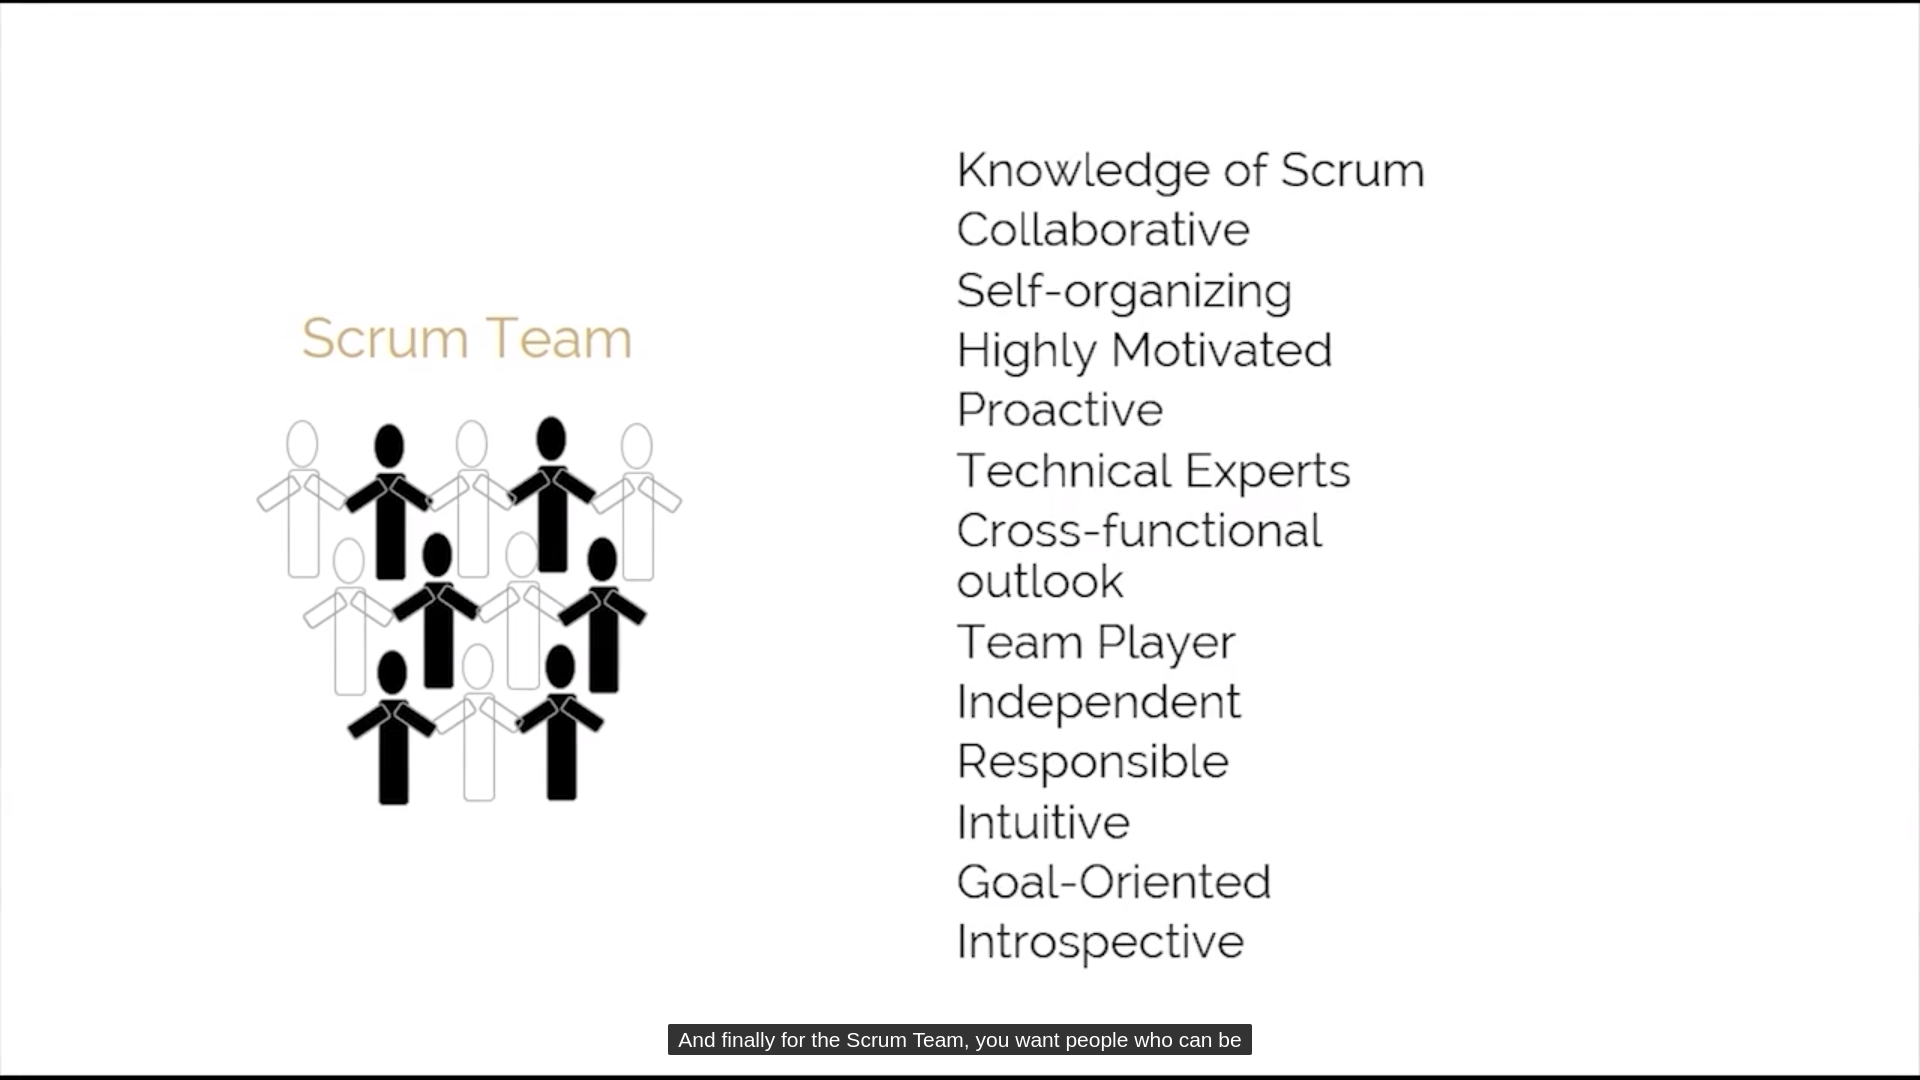 Scrum Team
Knowledge of Scrum
Collaborative
Self-organizing
Highly Motivated
Proactive
Technical Experts
Cross-functional
outlook
Team Player
Independent
Responsible
Intuitive
Goal-Oriented
Introspective
And finally for the Scrum Team, you want people who can be